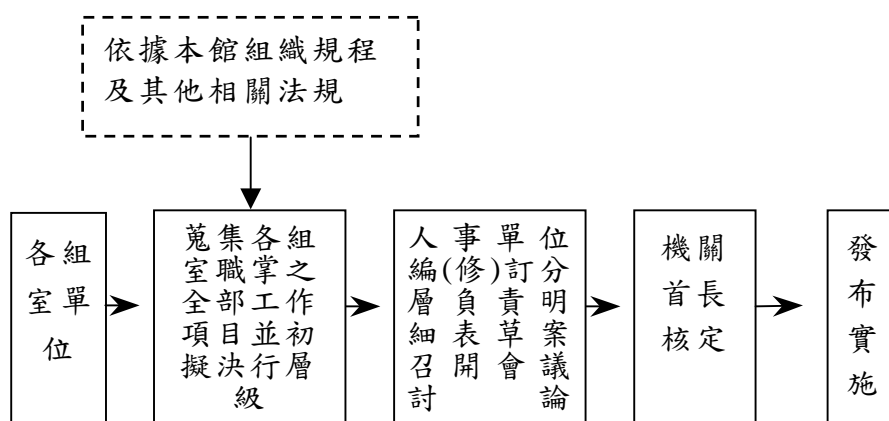 依據本館組織規程
及其他相關法規
各組
室單
位
蒐集各組
室職掌之
全部工作
項目並初
擬決行層
級
人事單位
編(修)訂分
層負責明
細表草案
召開會議
討論
機關
首長
核定
發
布
實
施